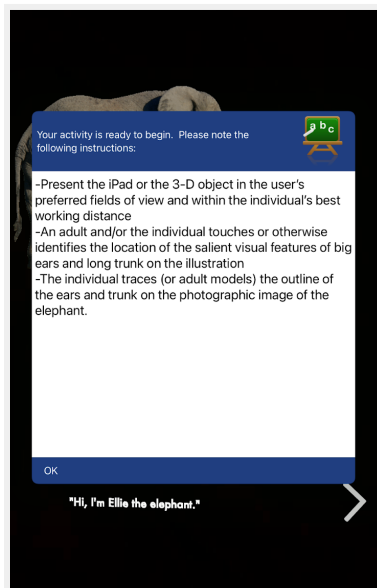 Your activity is ready to begin.  Please note the
following instructions:
a b c
-Present the iPad or the 3-D object in the user's
preferred fields of view and within the individual's best
working distance
-An adult and/or the individual touches or otherwise
identifies the location of the salient visual features of big
ears and long trunk on the illustration
-The individual traces (or adult models) the outline of
the ears and trunk on the photographic image of the
elephant.
OK
"Hi, I'm Ellie the elephant."